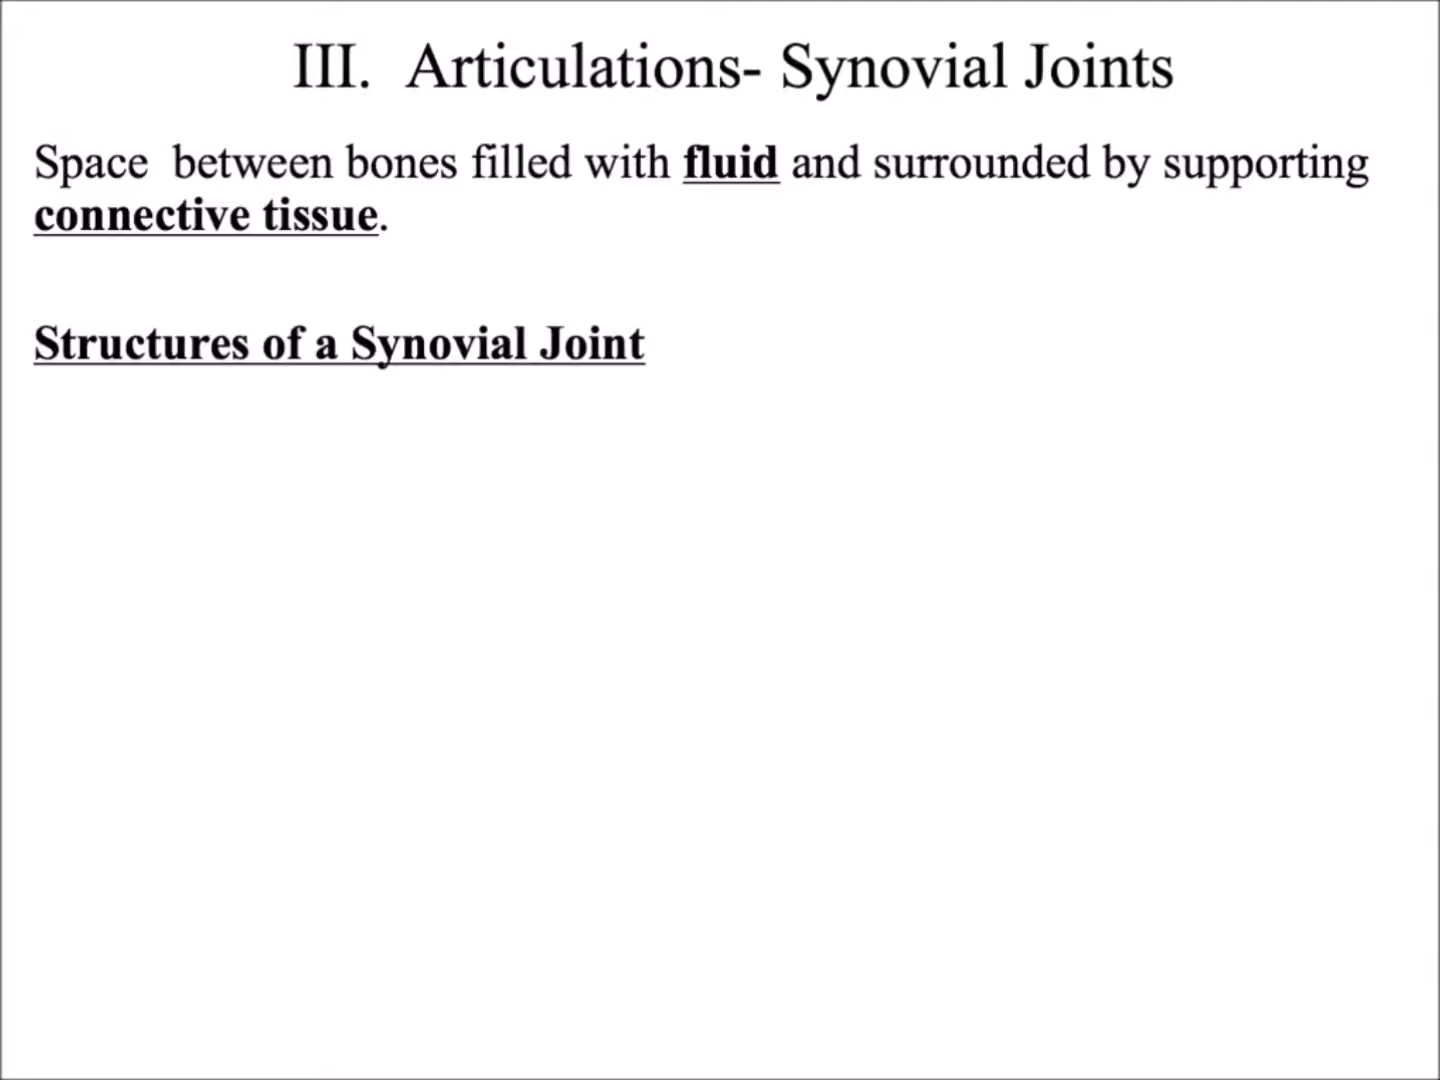 III. Articulations- Synovial Joints
Space between bones filled with fluid and surrounded by supporting
connective tissue.
Structures of a Synovial Joint